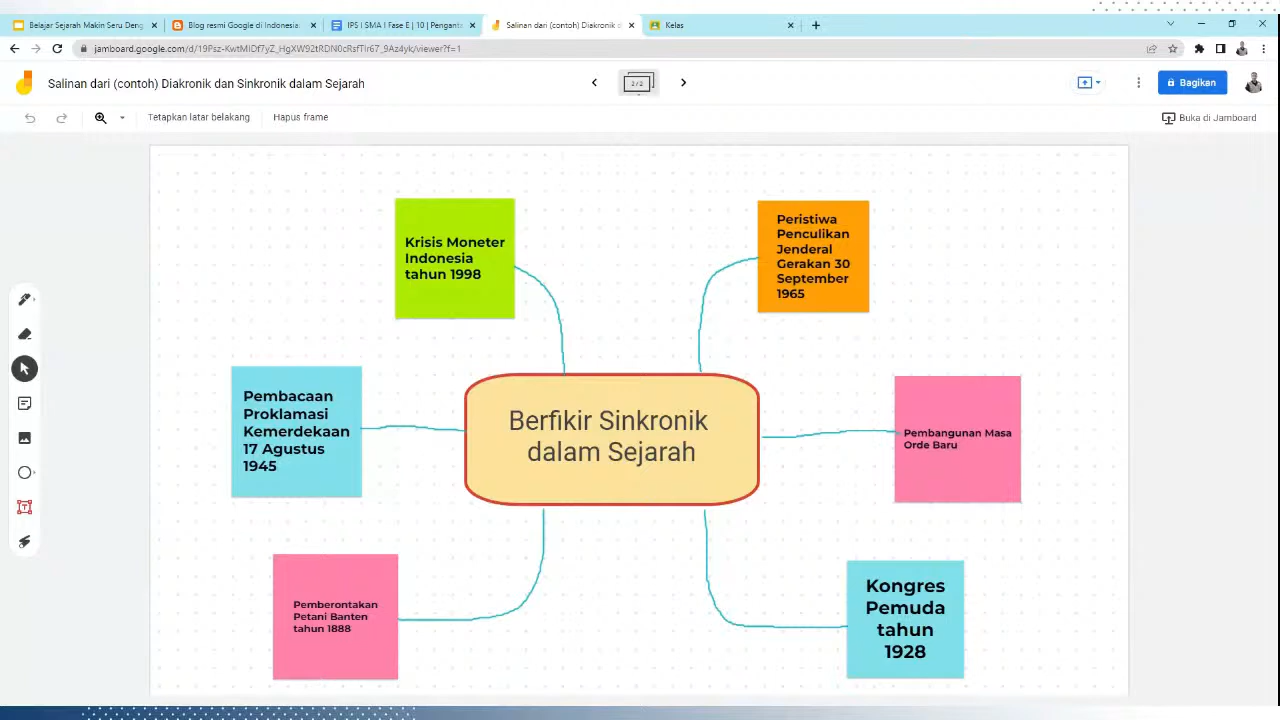 Belajar Sejarah Makin Seru Deng
Blog resmi Google di Indonesia
IPS | SMA | Fase E | 10 | Pengant
Salinan dari (contoh) Diakronik d
Kelas
jamboard.google.com/d/19Psz-KwtMIDf7yZ_HgXW92tRDN0cRsfTIr67_9Az4yk/viewer?f=1
Salinan dari (contoh) Diakronik dan Sinkronik dalam Sejarah
2/2
Bagikan
Tetapkan latar belakang
Hapus frame
Buka di Jamboard
Krisis Moneter
Indonesia
tahun 1998
Peristiwa
Penculikan
Jenderal
Gerakan 30
September
1965
Pembacaan
Proklamasi
Kemerdekaan
17 Agustus
1945
Berfikir Sinkronik
dalam Sejarah
Pembangunan Masa
Orde Baru
Pemberontakan
Petani Banten
tahun 1888
Kongres
Pemuda
tahun
1928